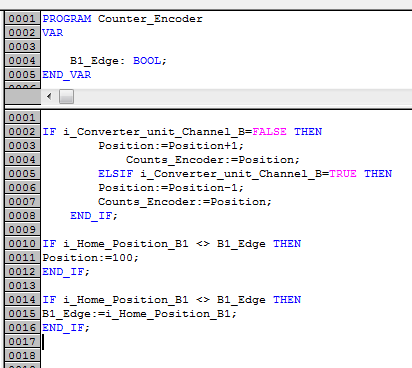 0001 PROGRAM Counter_Encoder
0002 VAR
0003
0004 B1_Edge: BOOL;
0005 END_VAR
0001
0002 IF i_Converter_unit_Channel_B=FALSE THEN
0003 Position:=Position+1;
0004 Counts_Encoder:=Position;
0005 ELSIF i_Converter_unit_Channel_B=TRUE THEN
0006 Position:=Position-1;
0007 Counts_Encoder:=Position;
0008 END_IF;
0009
0010 IF i_Home_Position_B1 <> B1_Edge THEN
0011 Position:=100;
0012 END_IF;
0013
0014 IF i_Home_Position_B1 <> B1_Edge THEN
0015 B1_Edge:=i_Home_Position_B1;
0016 END_IF;
0017
0018